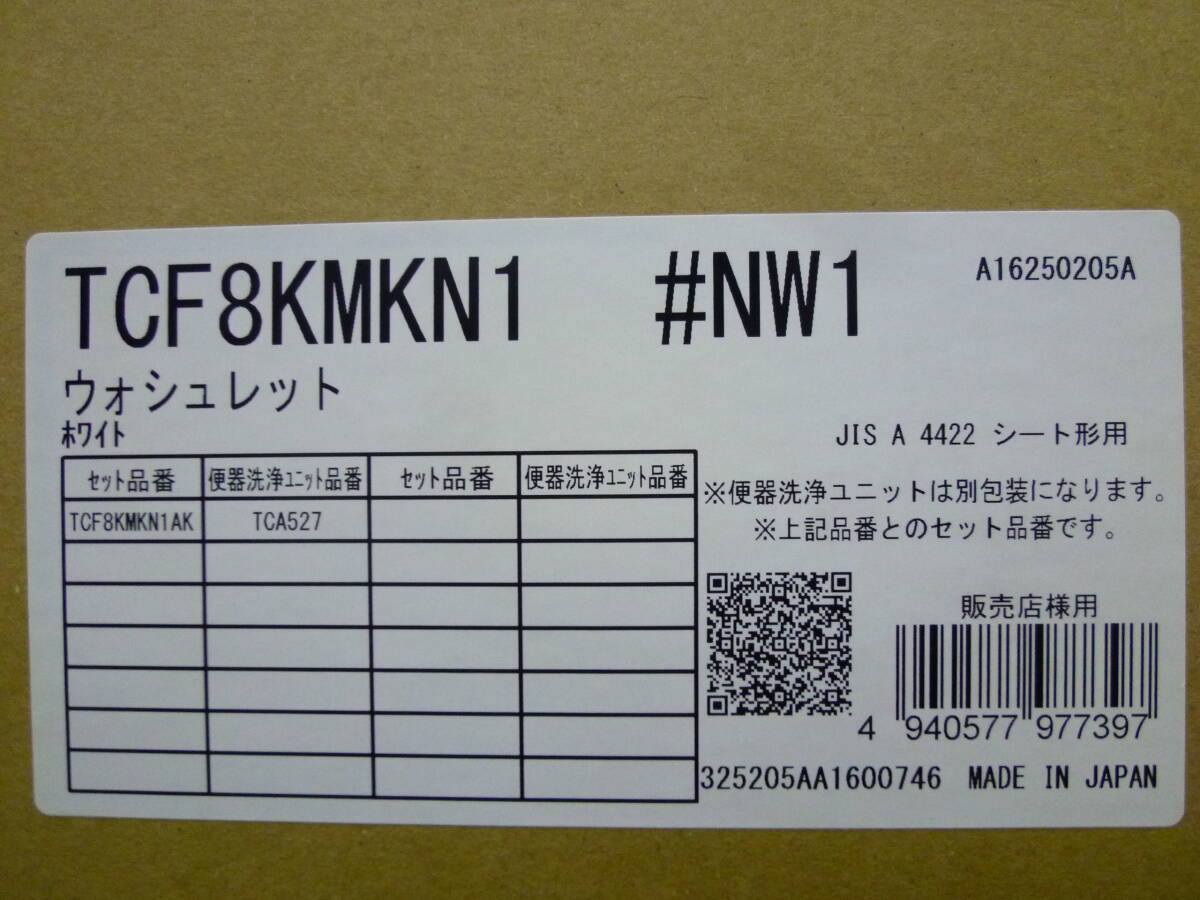 TCF8KMKN1 #NW1 A16250205A
ウォシュレット
ﾎﾜｲﾄ
JIS A 4422 シート形用
ｾｯﾄ品番 便器洗浄ﾕﾆｯﾄ品番 ｾｯﾄ品番 便器洗浄ﾕﾆｯﾄ品番
TCF8KMKN1AK TCA527
※便器洗浄ユニットは別包装になります。
※上記品番とのセット品番です。
販売店様用
4 940577 977397
325205AA1600746 MADE IN JAPAN